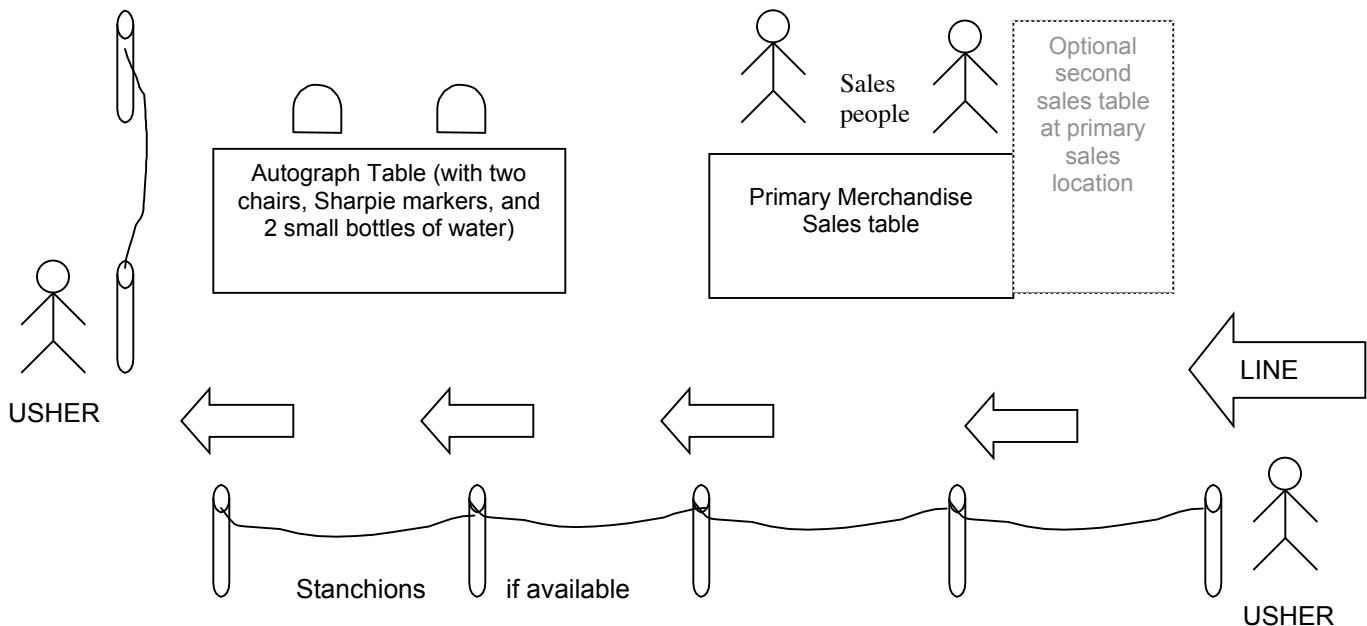 Optional
second
sales table
at primary
sales
location
Sales
people
Autograph Table (with two
chairs, Sharpie markers, and
2 small bottles of water)
Primary Merchandise
Sales table
LINE
USHER
Stanchions if available
USHER